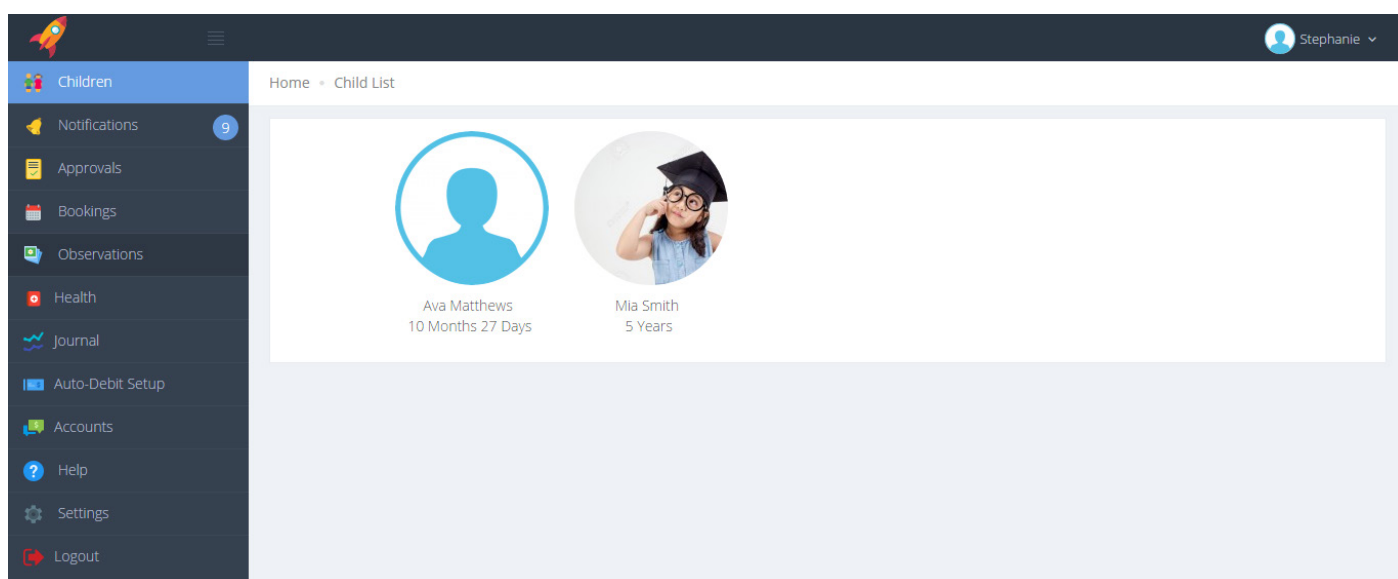 Stephanie
Children
Home • Child List
Notifications
9
Approvals
Bookings
Observations
Health
Journal
Auto-Debit Setup
Accounts
Help
Settings
Logout
Ava Matthews
10 Months 27 Days
Mia Smith
5 Years